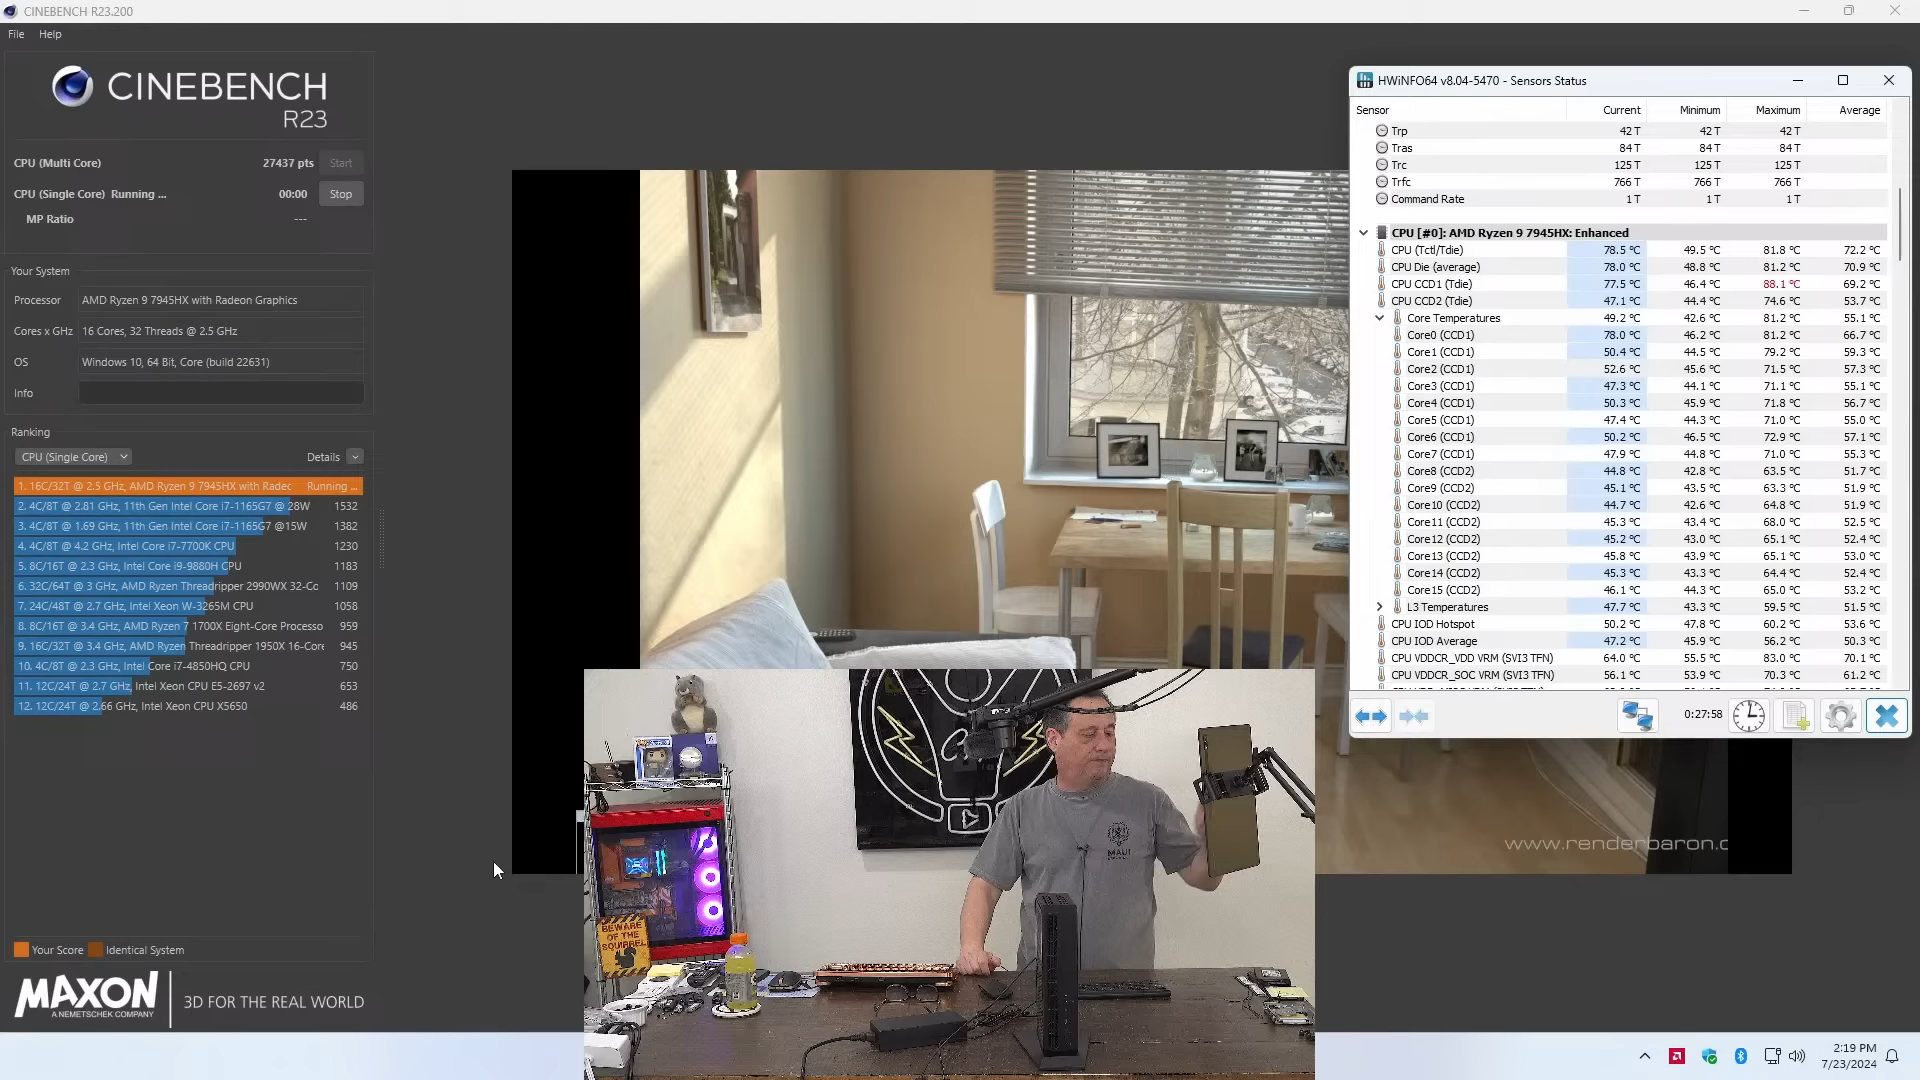 CINEBENCH R23.200
File Help
CINEBENCH
R23
CPU (Multi Core) 27437 pts Start
CPU (Single Core) Running ... 00:00 Stop
MP Ratio ---
Your System
Processor AMD Ryzen 9 7945HX with Radeon Graphics
Cores x GHz 16 Cores, 32 Threads @ 2.5 GHz
OS Windows 10, 64 Bit, Core (build 22631)
Info
Ranking
CPU (Single Core) Details
1. 16C/32T @ 2.5 GHz, AMD Ryzen 9 7945HX with Radec Running ...
2. 4C/8T @ 2.81 GHz, 11th Gen Intel Core i7-1165G7 @ 28W 1532
3. 4C/8T @ 1.69 GHz, 11th Gen Intel Core i7-1165G7 @15W 1382
4. 4C/8T @ 4.2 GHz, Intel Core i7-7700K CPU 1230
5. 8C/16T @ 2.3 GHz, Intel Core i9-9880H CPU 1183
6. 32C/64T @ 3 GHz, AMD Ryzen Threadripper 2990WX 32-Co 1109
7. 24C/48T @ 2.7 GHz, Intel Xeon W-3265M CPU 1058
8. 8C/16T @ 3.4 GHz, AMD Ryzen 7 1700X Eight-Core Processo 959
9. 16C/32T @ 3.4 GHz, AMD Ryzen Threadripper 1950X 16-Core 945
10. 4C/8T @ 2.3 GHz, Intel Core i7-4850HQ CPU 750
11. 12C/24T @ 2.7 GHz, Intel Xeon CPU E5-2697 v2 653
12. 12C/24T @ 2.66 GHz, Intel Xeon CPU X5650 486
Your Score Identical System
MAXON
A NEMETSCHEK COMPANY
3D FOR THE REAL WORLD
HWiNFO64 v8.04-5470 - Sensors Status
Sensor Current Minimum Maximum Average
Trp 42 T 42 T 42 T
Tras 84 T 84 T 84 T
Trc 125 T 125 T 125 T
Trfc 766 T 766 T 766 T
Command Rate 1 T 1 T 1 T
CPU [#0]: AMD Ryzen 9 7945HX: Enhanced
CPU (Tctl/Tdie) 78.5 °C 49.5 °C 81.8 °C 72.2 °C
CPU Die (average) 78.0 °C 48.8 °C 81.2 °C 70.9 °C
CPU CCD1 (Tdie) 77.5 °C 46.4 °C 88.1 °C 69.2 °C
CPU CCD2 (Tdie) 47.1 °C 44.4 °C 74.6 °C 53.7 °C
Core Temperatures 49.2 °C 42.6 °C 81.2 °C 55.1 °C
Core0 (CCD1) 78.0 °C 46.2 °C 81.2 °C 66.7 °C
Core1 (CCD1) 50.4 °C 44.5 °C 79.2 °C 59.3 °C
Core2 (CCD1) 52.6 °C 45.6 °C 71.5 °C 57.3 °C
Core3 (CCD1) 47.3 °C 44.1 °C 71.1 °C 55.1 °C
Core4 (CCD1) 50.3 °C 45.9 °C 71.8 °C 56.7 °C
Core5 (CCD1) 47.4 °C 44.3 °C 71.0 °C 55.0 °C
Core6 (CCD1) 50.2 °C 46.5 °C 72.9 °C 57.1 °C
Core7 (CCD1) 47.9 °C 44.8 °C 71.0 °C 55.3 °C
Core8 (CCD2) 44.8 °C 42.8 °C 63.5 °C 51.7 °C
Core9 (CCD2) 45.1 °C 43.5 °C 63.3 °C 51.9 °C
Core10 (CCD2) 44.7 °C 42.6 °C 64.8 °C 51.9 °C
Core11 (CCD2) 45.3 °C 43.4 °C 68.0 °C 52.5 °C
Core12 (CCD2) 45.2 °C 43.0 °C 65.1 °C 52.4 °C
Core13 (CCD2) 45.8 °C 43.9 °C 65.1 °C 53.0 °C
Core14 (CCD2) 45.3 °C 43.3 °C 64.4 °C 52.4 °C
Core15 (CCD2) 46.1 °C 44.3 °C 65.0 °C 53.2 °C
L3 Temperatures 47.7 °C 43.3 °C 59.5 °C 51.5 °C
CPU IOD Hotspot 50.2 °C 47.8 °C 60.2 °C 53.6 °C
CPU IOD Average 47.2 °C 45.9 °C 56.2 °C 50.3 °C
CPU VDDCR_VDD VRM (SVI3 TFN) 64.0 °C 55.5 °C 83.0 °C 70.1 °C
CPU VDDCR_SOC VRM (SVI3 TFN) 56.1 °C 53.9 °C 70.3 °C 61.2 °C
0:27:58
www.renderbaron.c
MAUI
BEWARE
OF THE
SQUIRREL
2:19 PM
7/23/2024